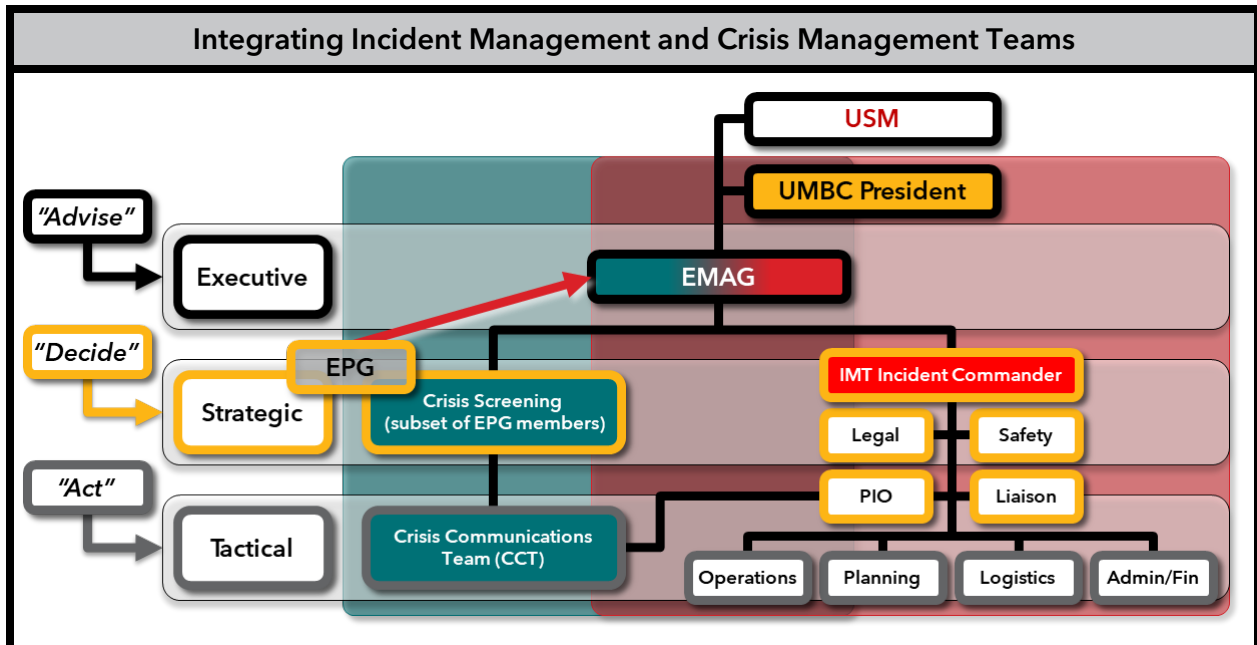 Integrating Incident Management and Crisis Management Teams
USM
UMBC President
"Advise"
Executive
EMAG
"Decide"
EPG
Strategic
Crisis Screening
(subset of EPG members)
IMT Incident Commander
Legal
Safety
"Act"
PIO
Liaison
Tactical
Crisis Communications
Team (CCT)
Operations
Planning
Logistics
Admin/Fin